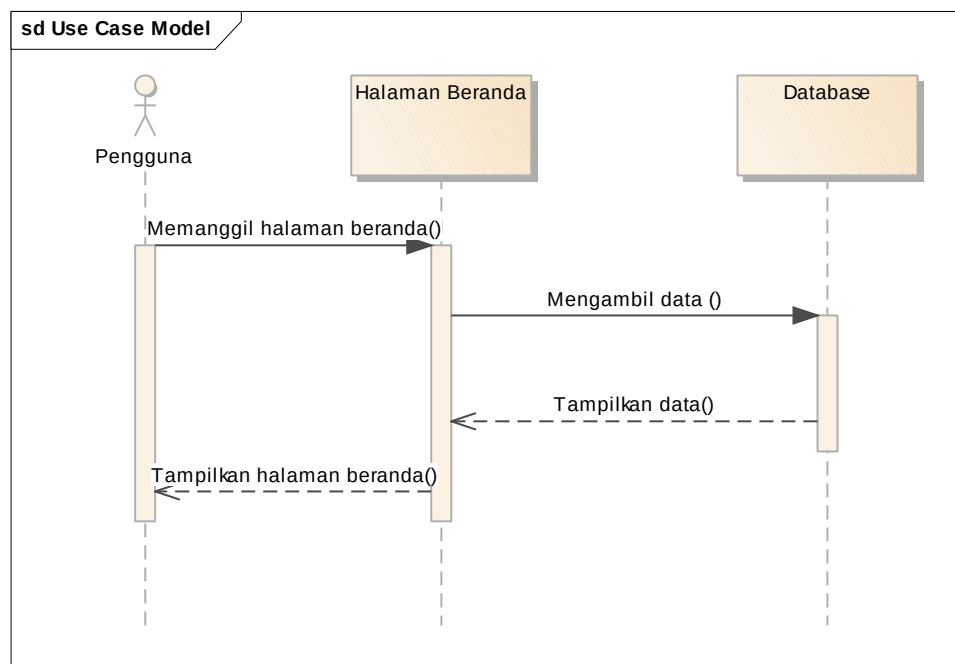 sd Use Case Model
Pengguna
Halaman Beranda
Database
Memanggil halaman beranda()
Mengambil data ()
Tampilkan data()
Tampilkan halaman beranda()